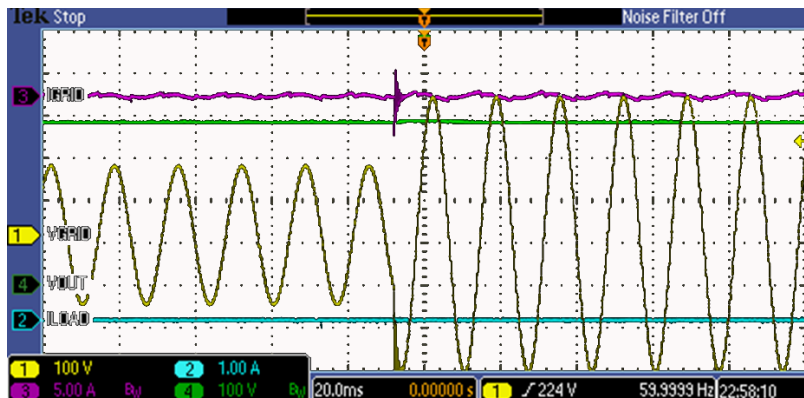 Tek Stop
Noise Filter Off
3 IGRID
1 VGRID
4 VOUT
2 ILOAD
1 100 V 2 1.00 A
3 5.00 A BW 4 100 V BW 20.0ms 0.00000 s 1 224 V 59.9999 Hz 22:58:10